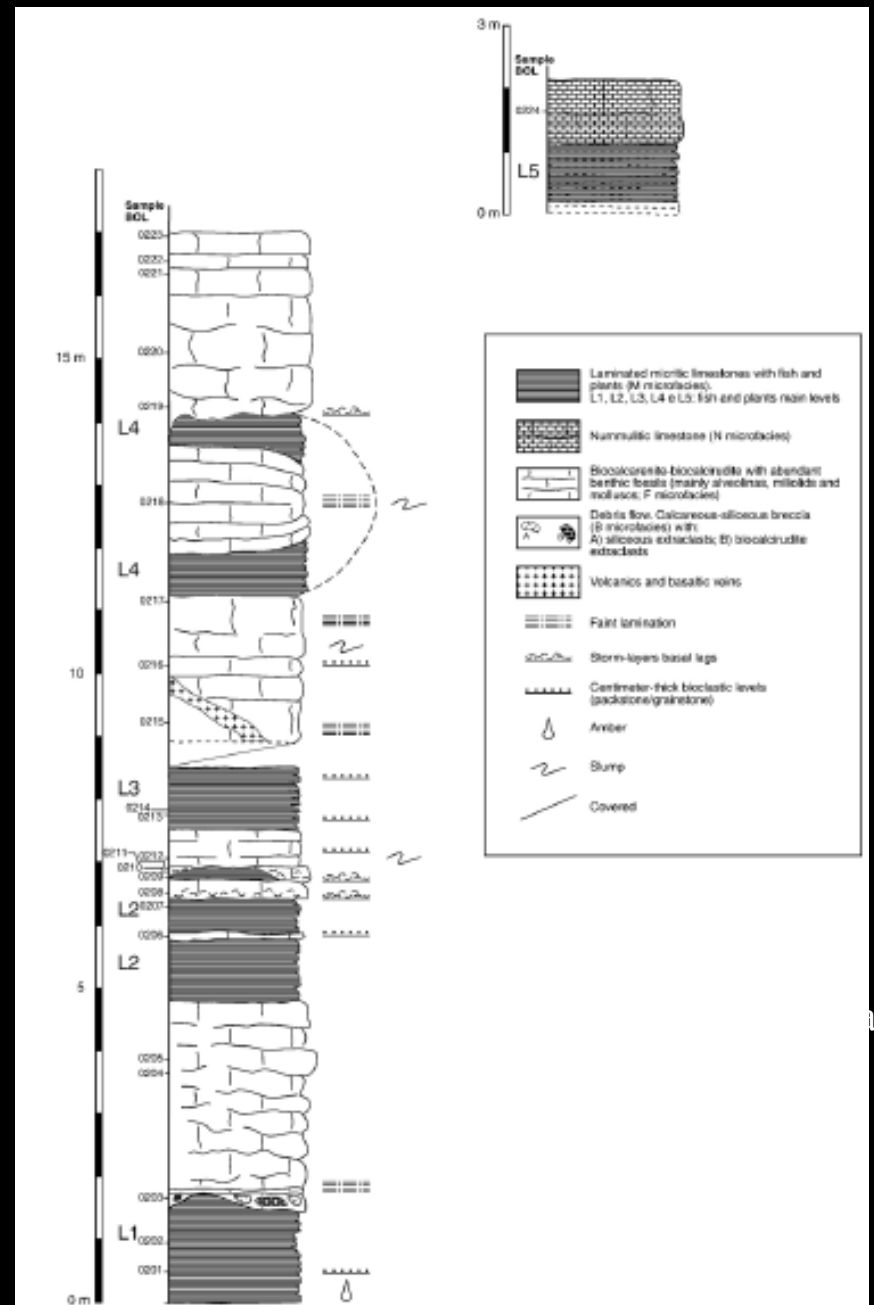 3 m
Sample
BOL
0224
L5
0 m
Sample
BOL
0223
0222
0221
15 m
0220
0219
L4
0218
L4
0217
0216
10
0215
L3
0214
0213
0211
0212
0210
0209
0208
L2
0207
0206
L2
5
0205
0204
0203
L1
0202
0201
0 m
Laminated micritic limestones with fish and
plants (M microfacies).
L1, L2, L3, L4 e L5: fish and plants main levels
Nummulitic limestone (N microfacies)
Biocalcarenite-biocalcirudite with abundant
benthic fossils (mainly alveolinas, miliolids and
molluscs; F microfacies)
A
B
Debris flow. Calcareous-siliceous breccia
(B microfacies) with:
A) siliceous extraclasts; B) biocalcirudite
extraclasts
Volcanics and basaltic veins
Faint lamination
Storm-layers basal lags
Centimeter-thick bioclastic levels
(packstone/grainstone)
Amber
Slump
Covered